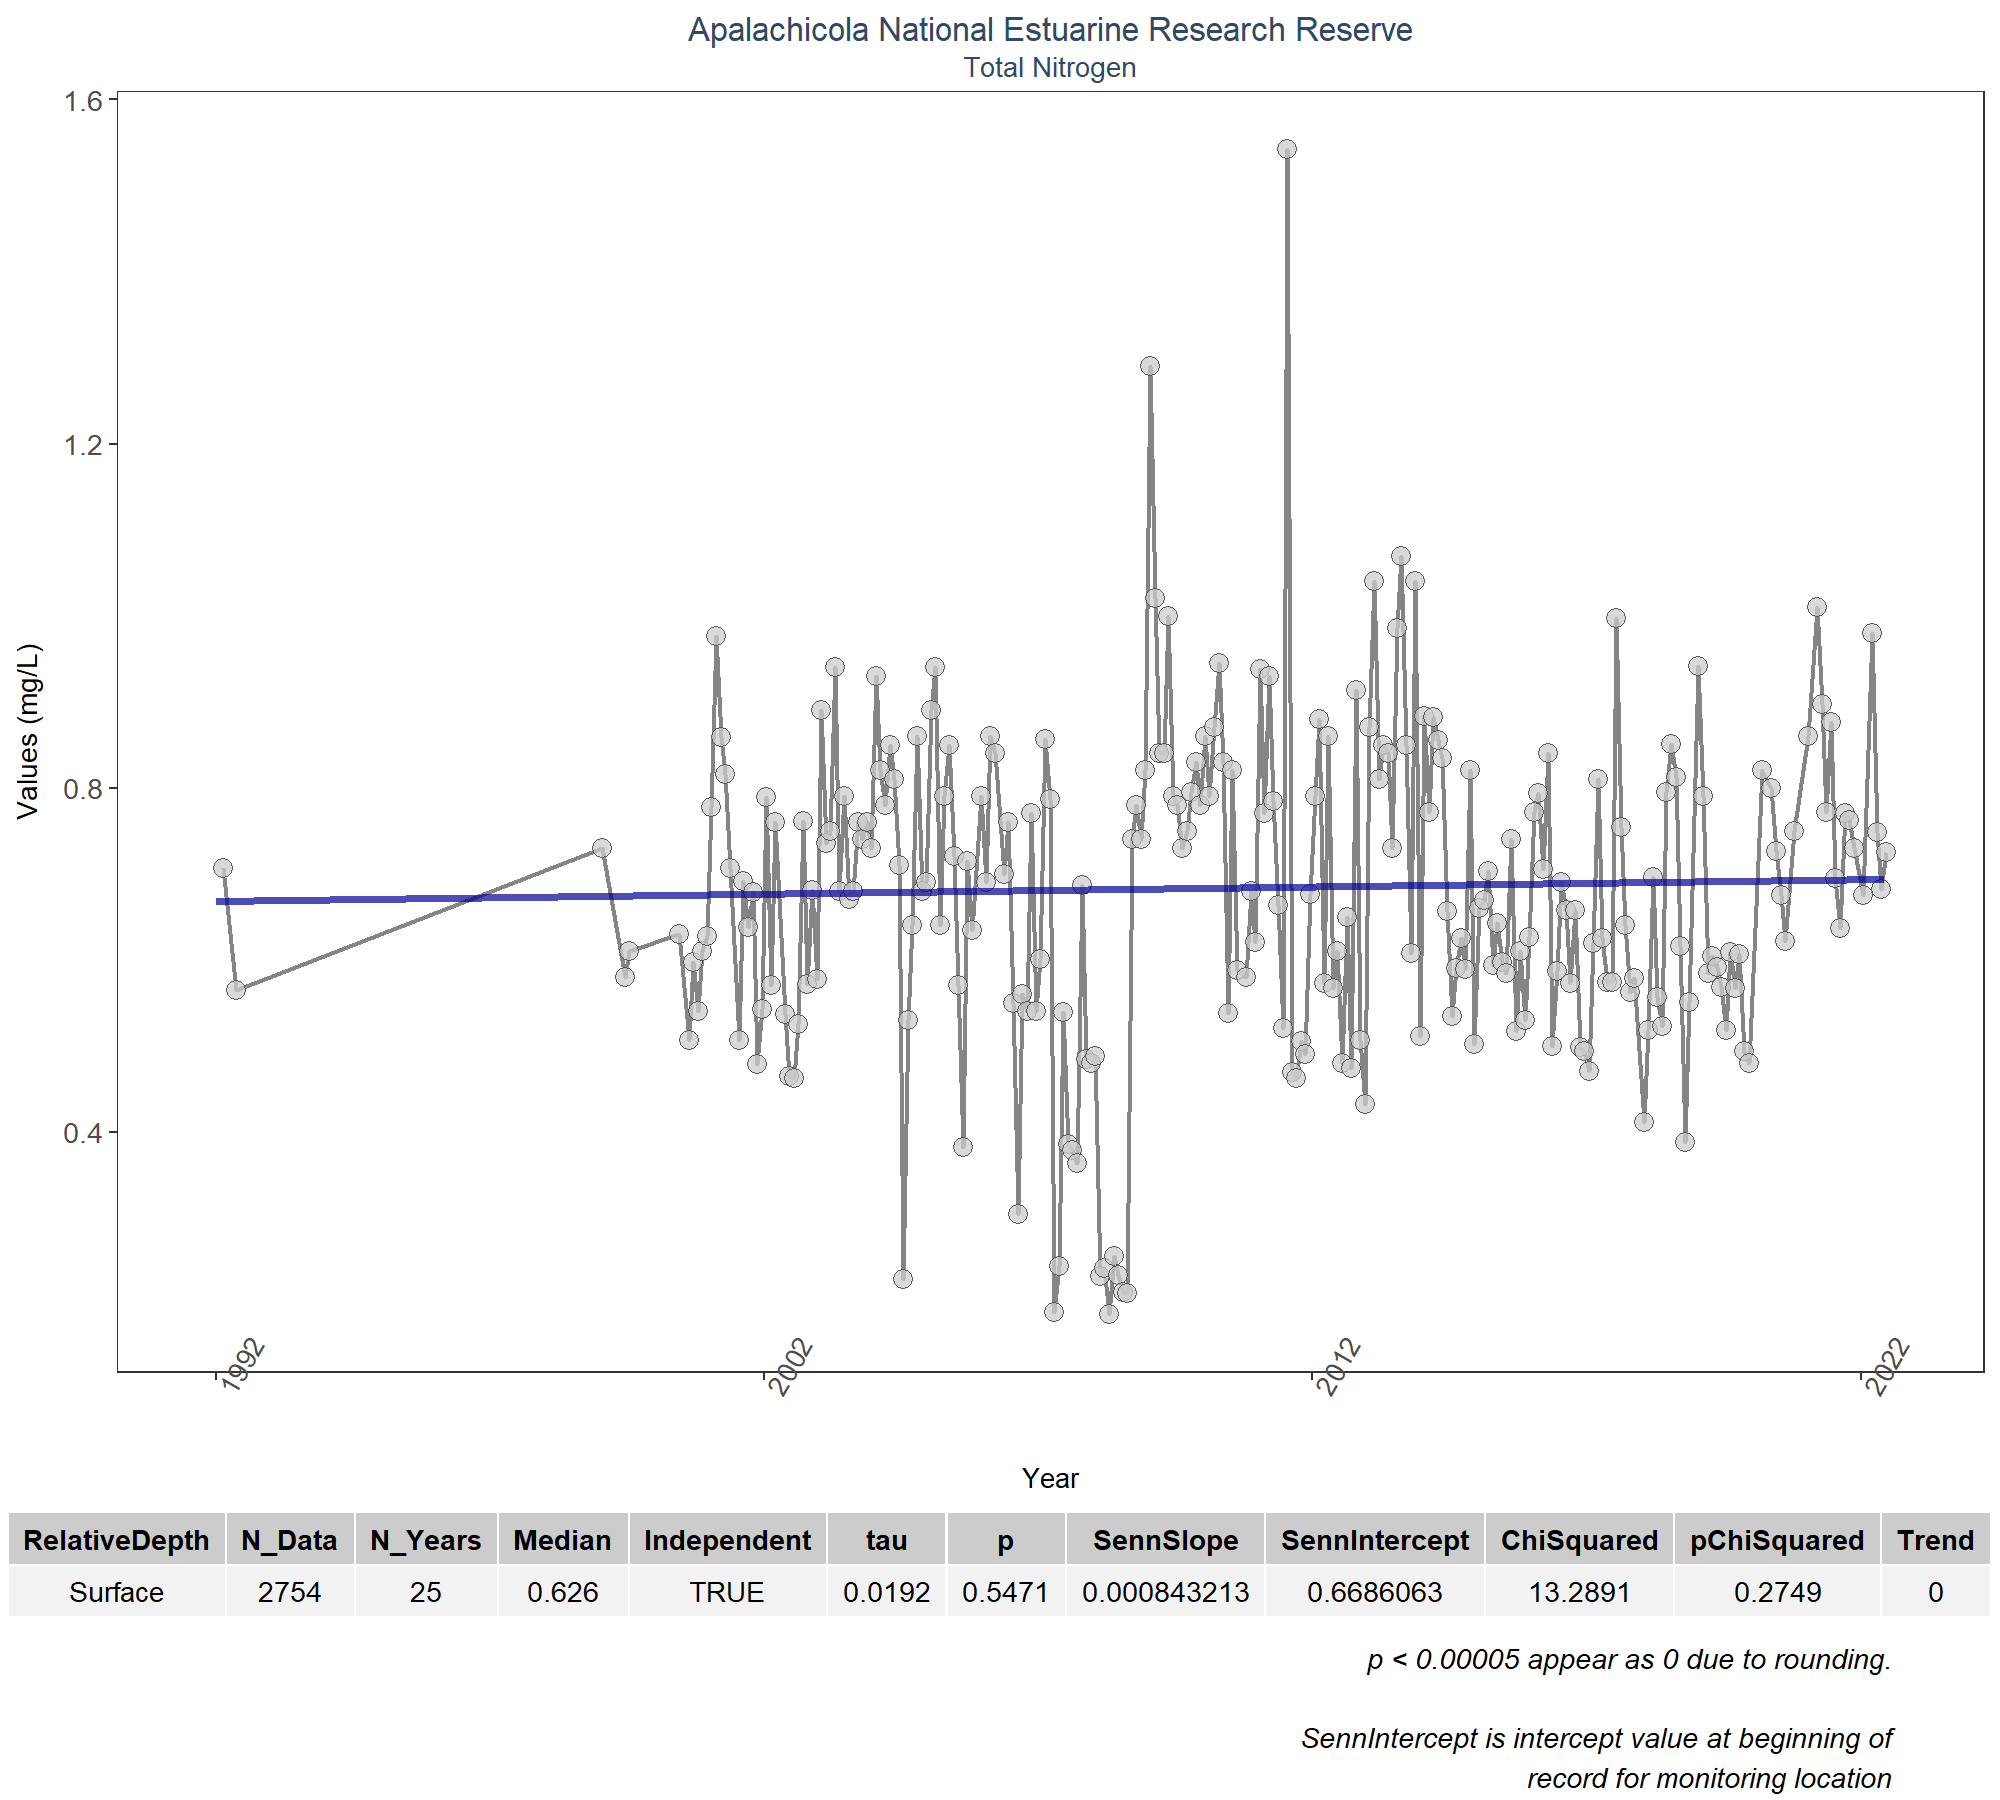 Apalachicola National Estuarine Research Reserve
Total Nitrogen
1.6
1.2
0.8
0.4
Values (mg/L)
1992
2002
2012
2022
Year
RelativeDepth N_Data N_Years Median Independent tau p SennSlope SennIntercept ChiSquared pChiSquared Trend
Surface 2754 25 0.626 TRUE 0.0192 0.5471 0.000843213 0.6686063 13.2891 0.2749 0
p < 0.00005 appear as 0 due to rounding.
SennIntercept is intercept value at beginning of
record for monitoring location